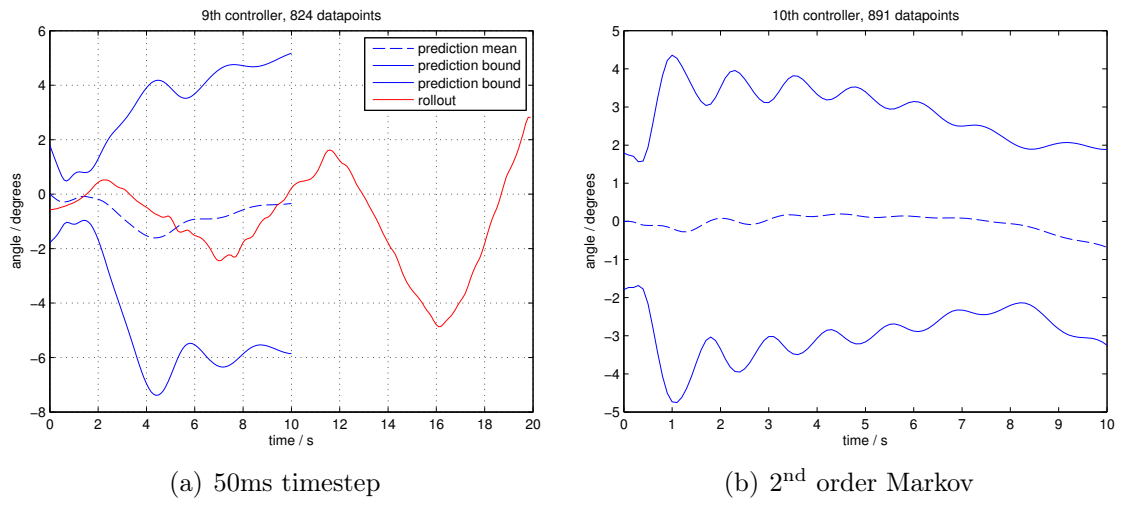 9th controller, 824 datapoints
6
4
2
0
−2
−4
−6
−8
angle / degrees
prediction mean
prediction bound
prediction bound
rollout
0 2 4 6 8 10 12 14 16 18 20
time / s
(a) 50ms timestep
10th controller, 891 datapoints
5
4
3
2
1
0
−1
−2
−3
−4
−5
angle / degrees
0 1 2 3 4 5 6 7 8 9 10
time / s
(b) 2nd order Markov